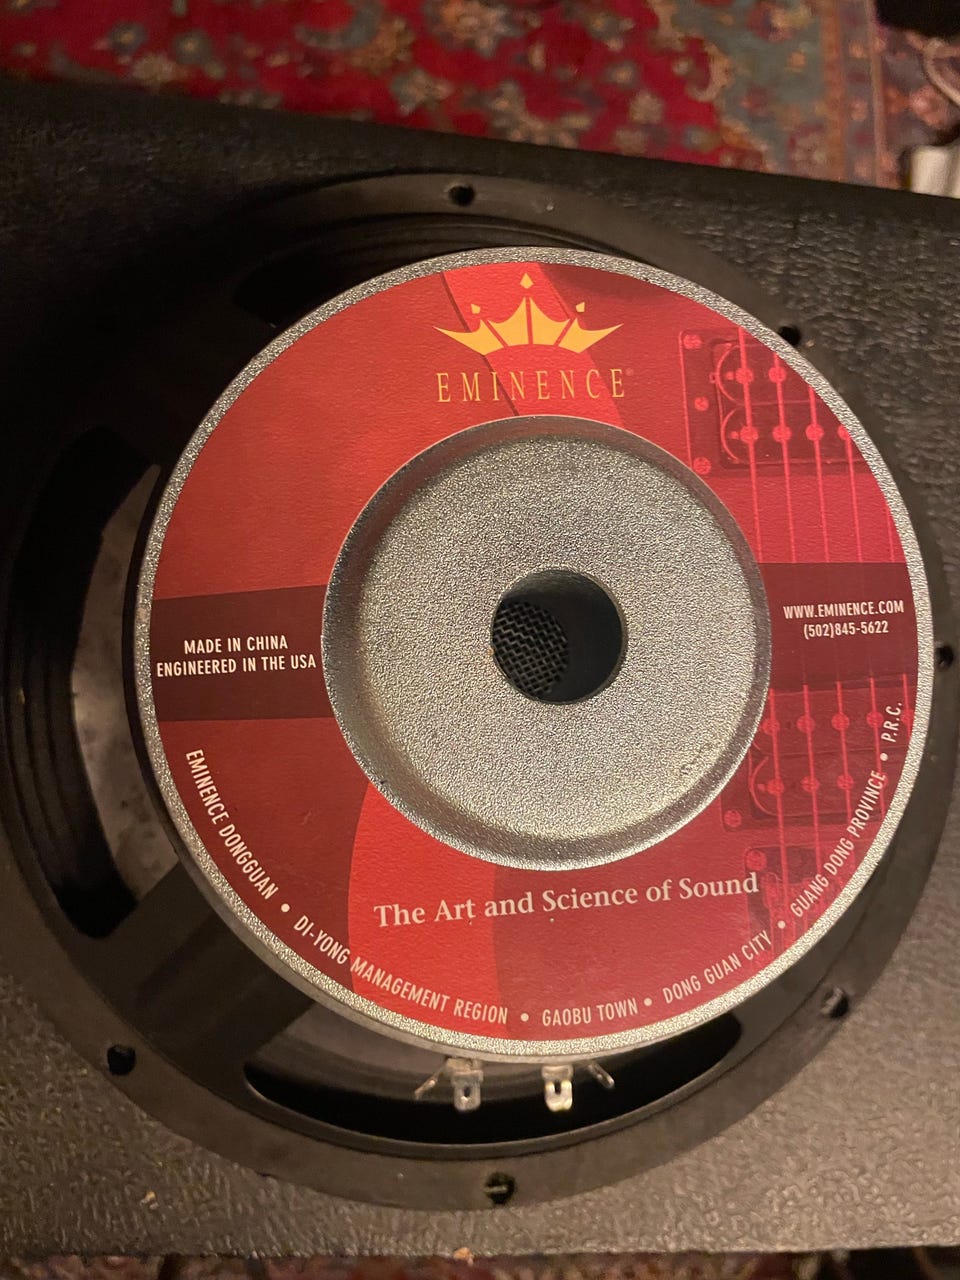 EMINENCE®
MADE IN CHINA
ENGINEERED IN THE USA
WWW.EMINENCE.COM
(502)845-5622
The Art and Science of Sound
EMINENCE DONGGUAN • DI-YONG MANAGEMENT REGION • GAOBU TOWN • DONG GUAN CITY • GUANG DONG PROVINCE • P.R.C.